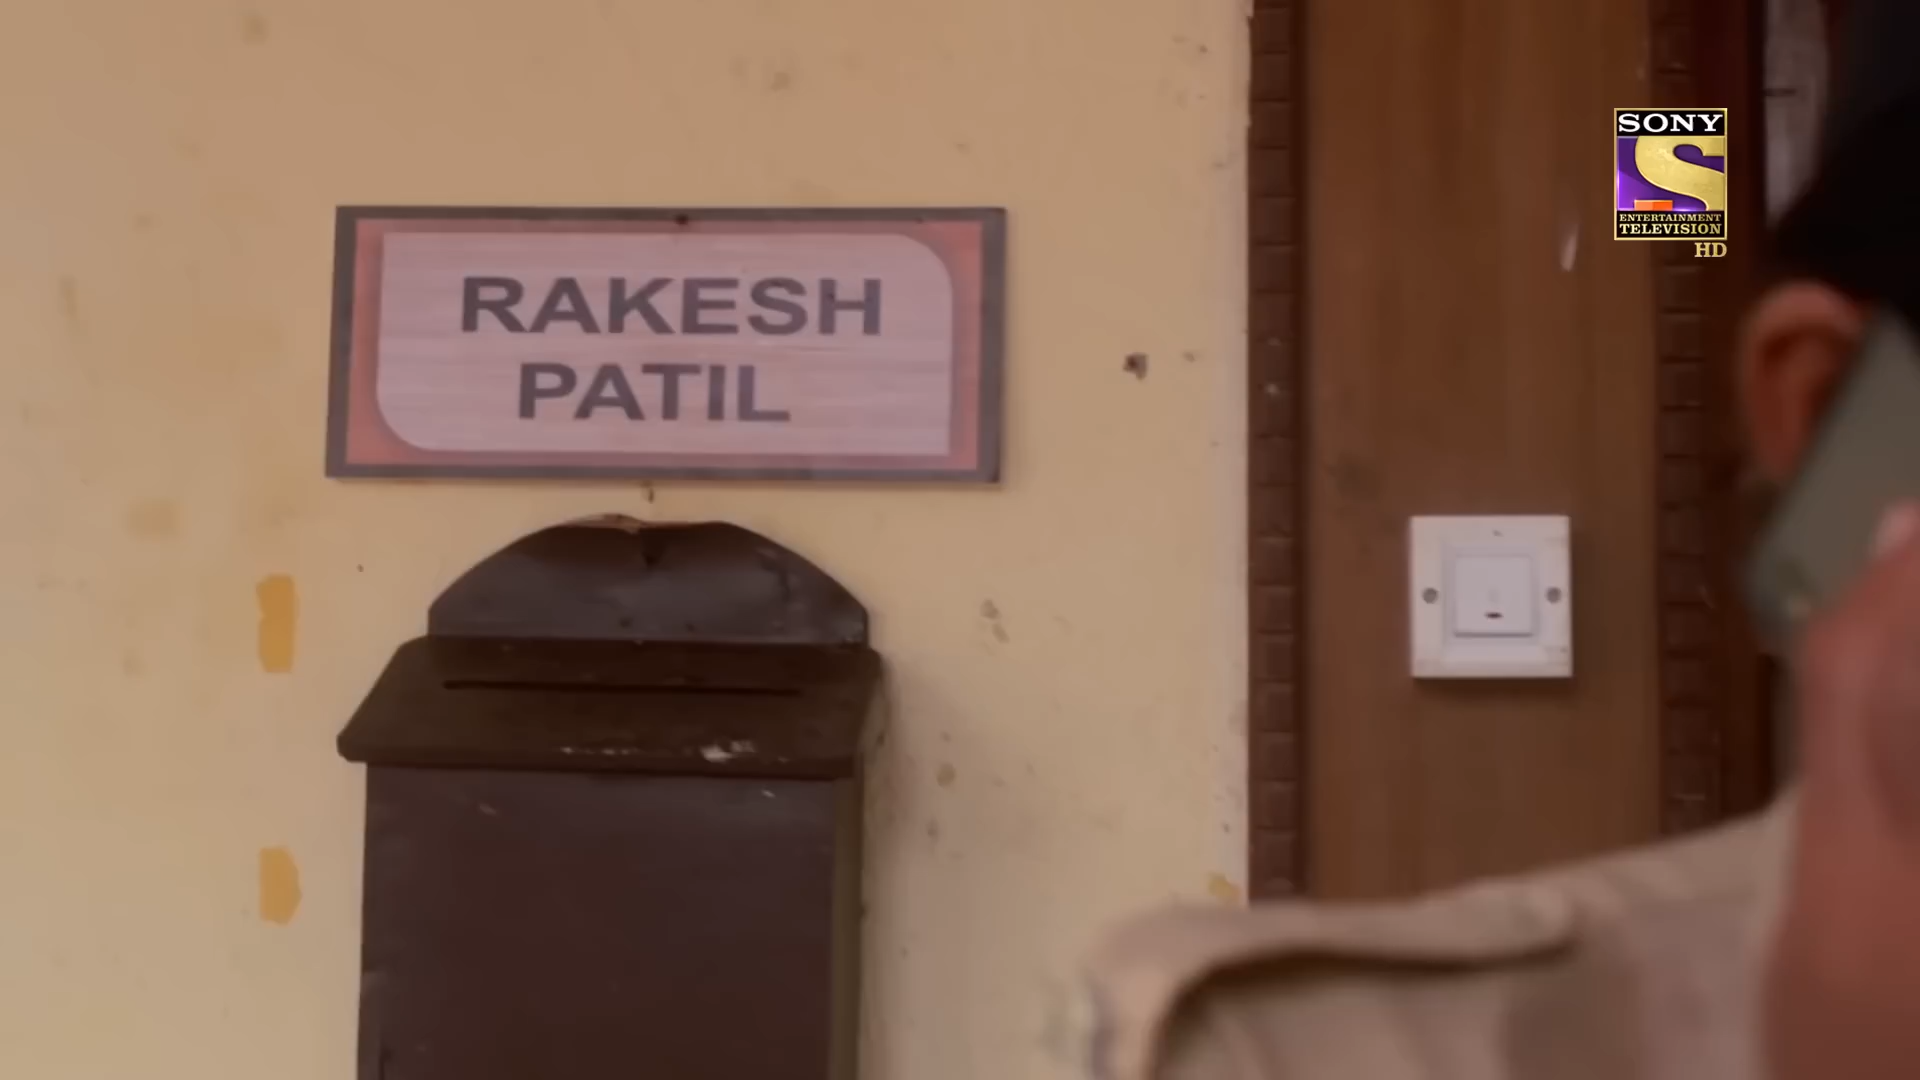 RAKESH
PATIL
SONY
ENTERTAINMENT
TELEVISION
HD